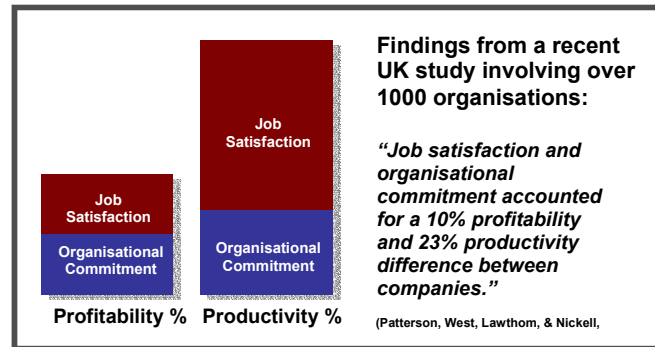 Job
Satisfaction
Organisational
Commitment
Profitability %
Job
Satisfaction
Organisational
Commitment
Productivity %
Findings from a recent
UK study involving over
1000 organisations:
“Job satisfaction and
organisational
commitment accounted
for a 10% profitability
and 23% productivity
difference between
companies.”
(Patterson, West, Lawthom, & Nickell,